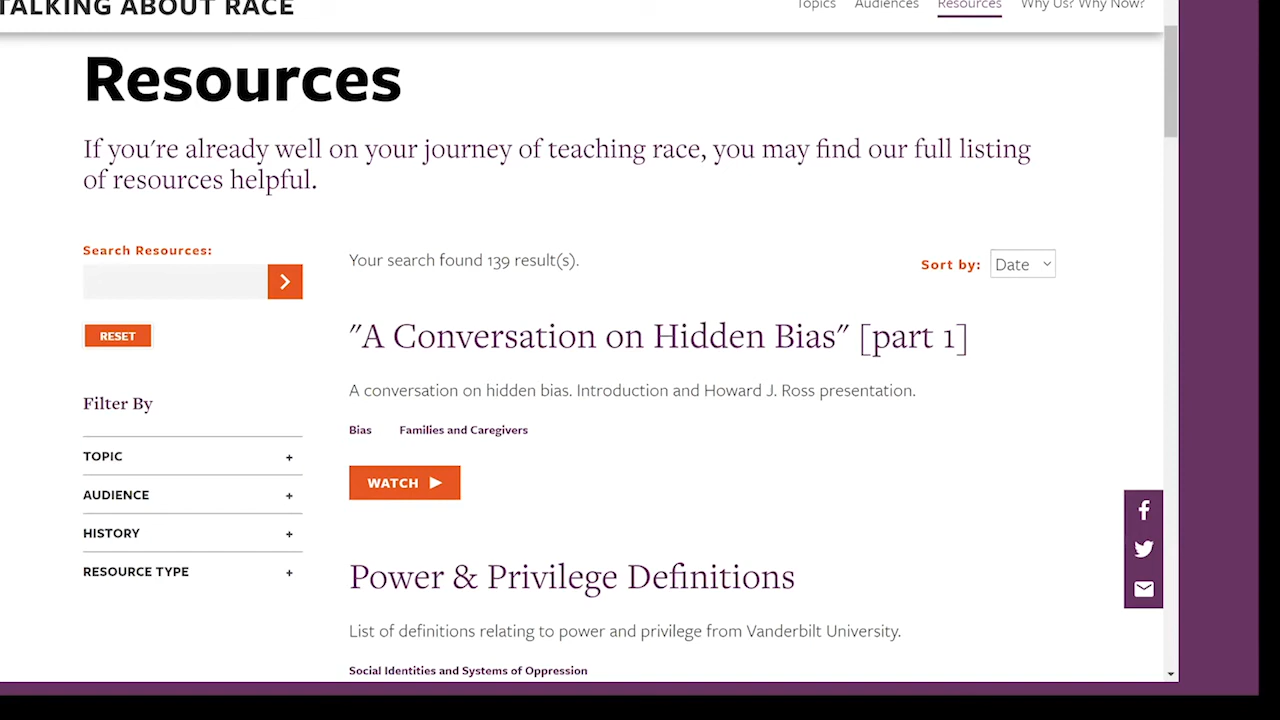 TALKING ABOUT RACE
Topics Audiences Resources Why Us? Why Now?
Resources
If you're already well on your journey of teaching race, you may find our full listing
of resources helpful.
Search Resources:
RESET
Filter By
TOPIC +
AUDIENCE +
HISTORY +
RESOURCE TYPE +
Your search found 139 result(s).
Sort by: Date
"A Conversation on Hidden Bias" [part 1]
A conversation on hidden bias. Introduction and Howard J. Ross presentation.
Bias Families and Caregivers
WATCH
Power & Privilege Definitions
List of definitions relating to power and privilege from Vanderbilt University.
Social Identities and Systems of Oppression